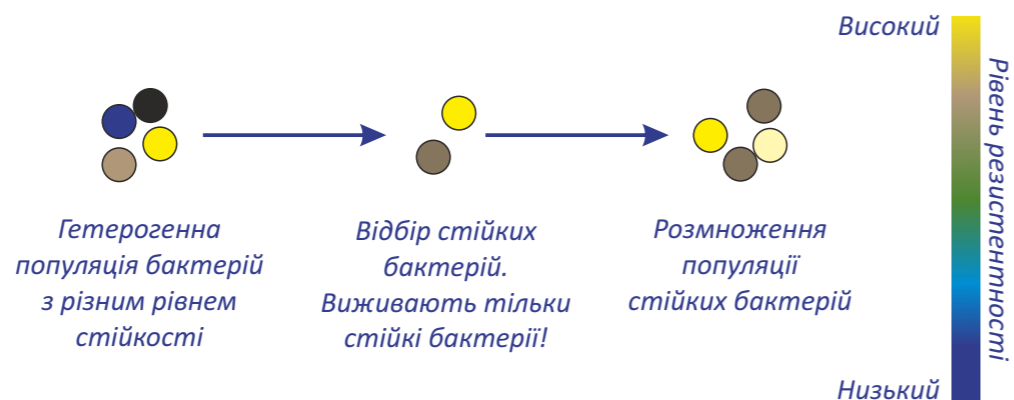 Високий
Гетерогенна
популяція бактерій
з різним рівнем
стійкості
Відбір стійких
бактерій.
Виживають тільки
стійкі бактерії!
Розмноження
популяції
стійких бактерій
Рівень резистентності
Низький